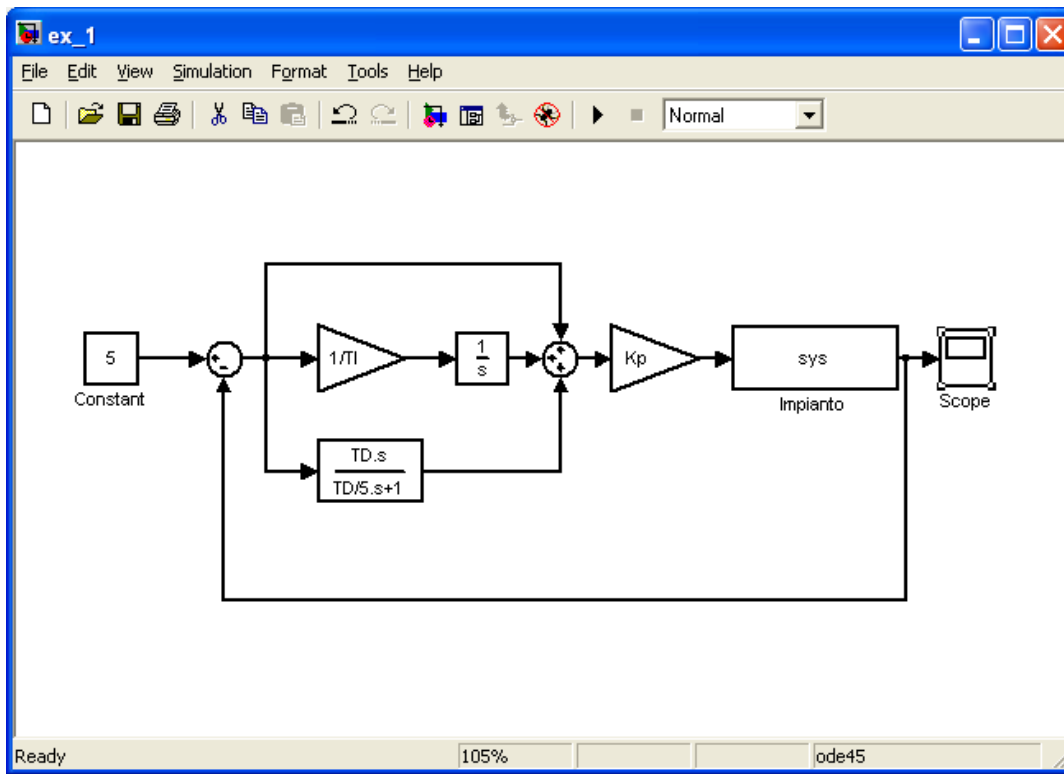 ex_1
File Edit View Simulation Format Tools Help
Normal
5
Constant
1/TI
1
s
Kp
sys
Impianto
Scope
TD.s
TD/5.s+1
Ready 105% ode45